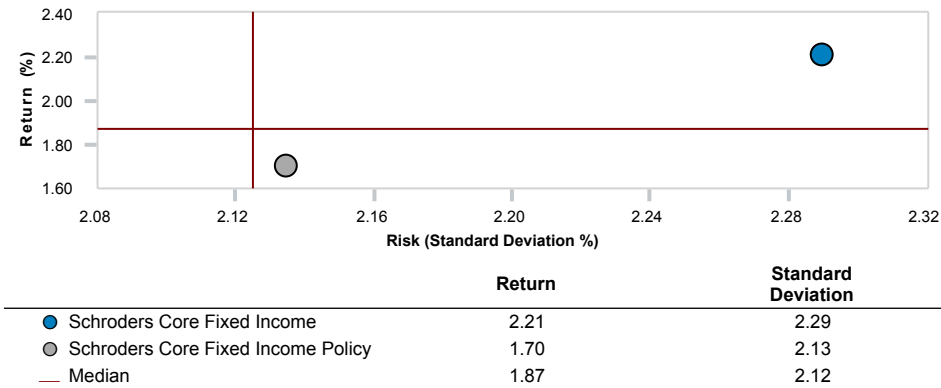 2.40
2.20
2.00
1.80
1.60
Return (%)
2.08 2.12 2.16 2.20 2.24 2.28 2.32
Risk (Standard Deviation %)
Return Standard Deviation
Schroders Core Fixed Income 2.21 2.29
Schroders Core Fixed Income Policy 1.70 2.13
Median 1.87 2.12